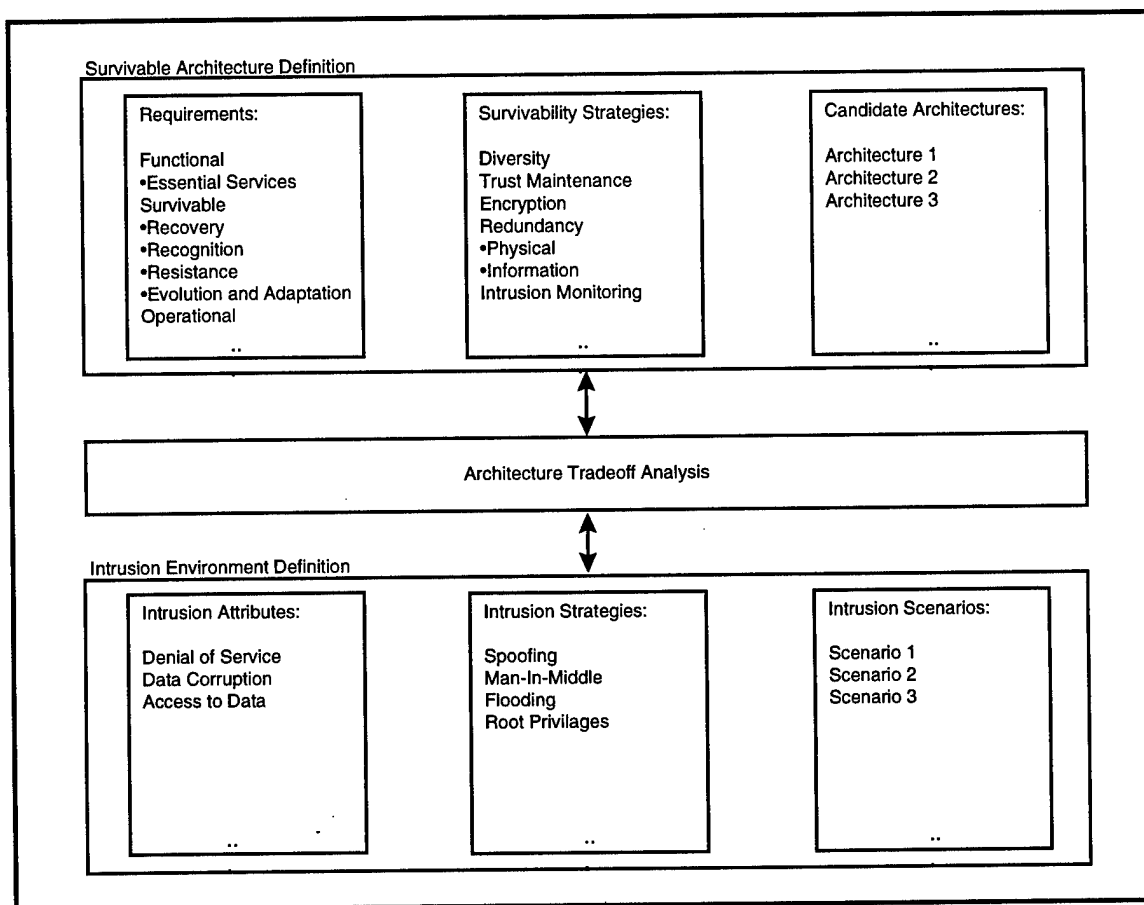 Survivable Architecture Definition
Requirements:
Functional
•Essential Services
Survivable
•Recovery
•Recognition
•Resistance
•Evolution and Adaptation
Operational
..
Survivability Strategies:
Diversity
Trust Maintenance
Encryption
Redundancy
•Physical
•Information
Intrusion Monitoring
..
Candidate Architectures:
Architecture 1
Architecture 2
Architecture 3
..
Architecture Tradeoff Analysis
Intrusion Environment Definition
Intrusion Attributes:
Denial of Service
Data Corruption
Access to Data
..
Intrusion Strategies:
Spoofing
Man-In-Middle
Flooding
Root Privilages
..
Intrusion Scenarios:
Scenario 1
Scenario 2
Scenario 3
..